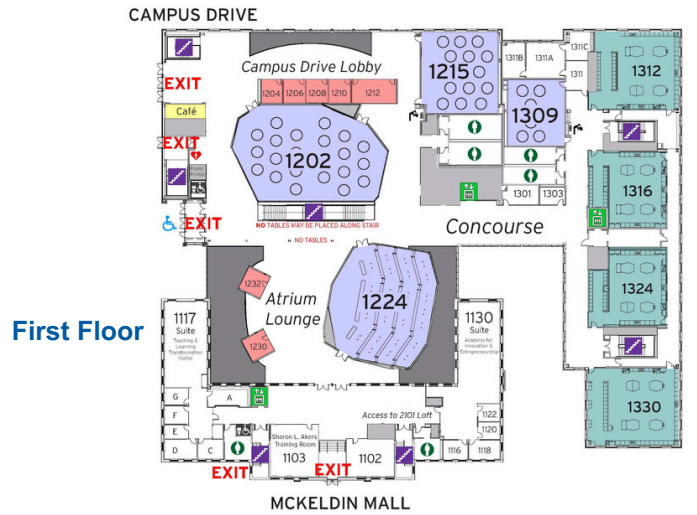 CAMPUS DRIVE
Campus Drive Lobby
1204
1206
1208
1210
1212
1215
1311B
1311A
1311C
1311
1312
1309
EXIT
Café
EXIT
1202
1316
1301
1303
EXIT
NO TABLES MAY BE PLACED ALONG STAIR
NO TABLES
Concourse
1232
Atrium
Lounge
1230
1224
1324
First Floor
1117
Suite
Teaching &
Learning
Transformation
Center
1130
Suite
Academy for
Innovation &
Entrepreneurship
1330
G
A
F
E
D
C
Access to 2101 Loft
1122
1120
1116
1118
Sharon L. Akers
Training Room
1103
1102
EXIT
EXIT
MCKELDIN MALL